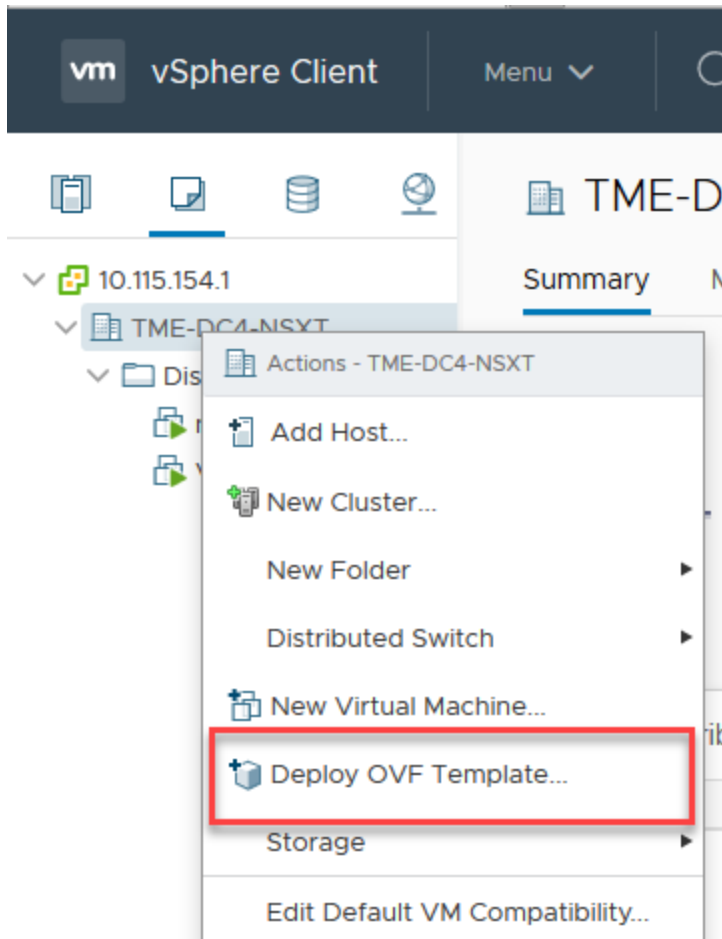 vm vSphere Client Menu
TME-D
10.115.154.1
Summary
TME-DC4-NSXT
Dis
Actions - TME-DC4-NSXT
Add Host...
New Cluster...
New Folder
Distributed Switch
New Virtual Machine...
Deploy OVF Template...
Storage
Edit Default VM Compatibility...